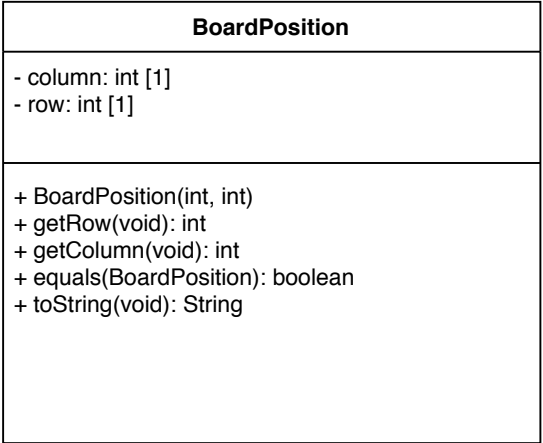 BoardPosition
- column: int [1]
- row: int [1]
+ BoardPosition(int, int)
+ getRow(void): int
+ getColumn(void): int
+ equals(BoardPosition): boolean
+ toString(void): String